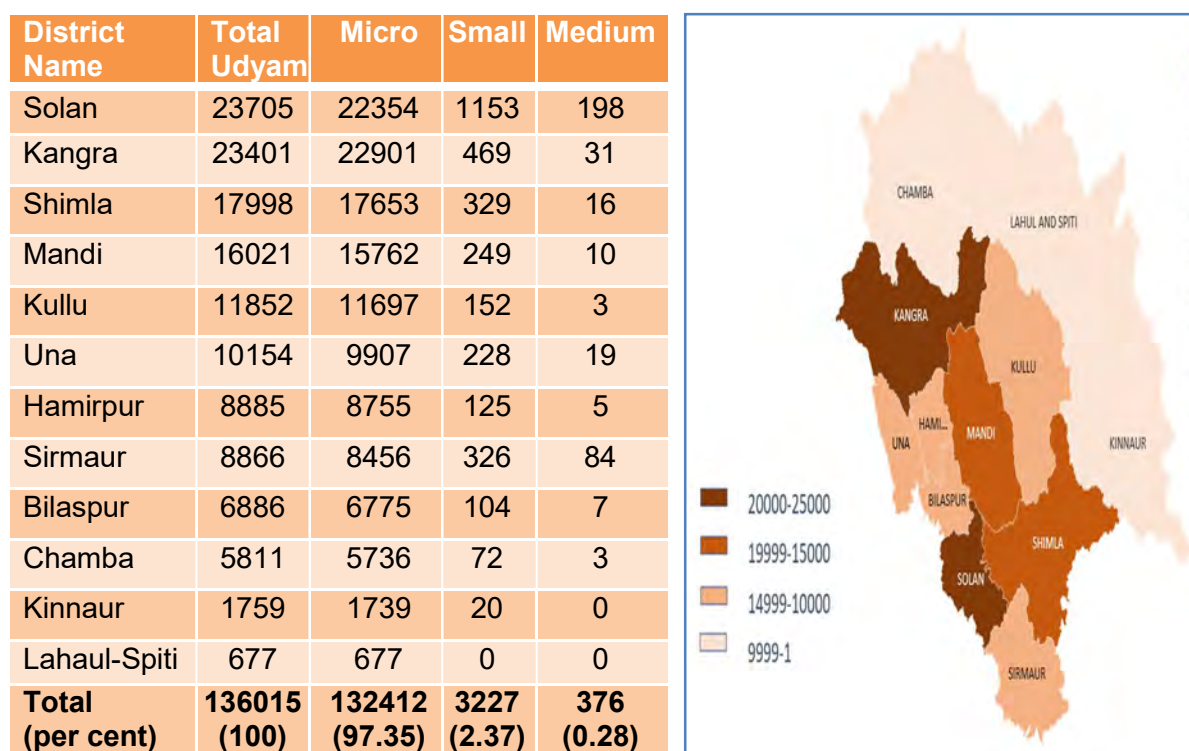 District Name Total Udyam Micro Small Medium
Solan 23705 22354 1153 198
Kangra 23401 22901 469 31
Shimla 17998 17653 329 16
Mandi 16021 15762 249 10
Kullu 11852 11697 152 3
Una 10154 9907 228 19
Hamirpur 8885 8755 125 5
Sirmaur 8866 8456 326 84
Bilaspur 6886 6775 104 7
Chamba 5811 5736 72 3
Kinnaur 1759 1739 20 0
Lahaul-Spiti 677 677 0 0
Total 136015 132412 3227 376
(per cent) (100) (97.35) (2.37) (0.28)
CHAMBA
LAHUL AND SPITI
KANGRA
KULLU
HAMI...
UNA
MANDI
KINNAUR
BILASPUR
SHIMLA
SOLAN
SIRMAUR
20000-25000
19999-15000
14999-10000
9999-1